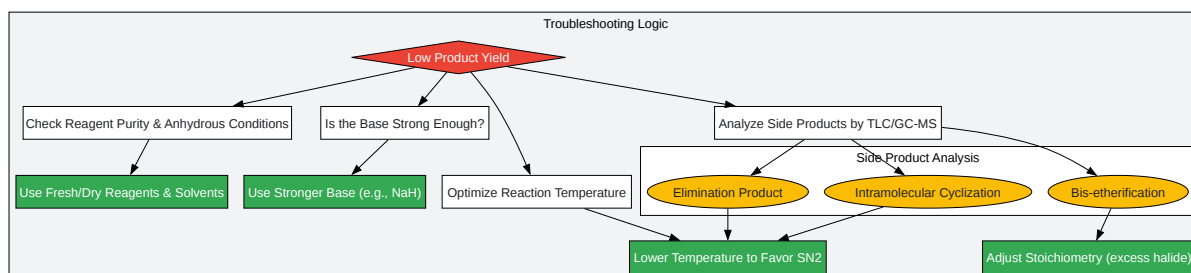 Troubleshooting Logic
Low Product Yield
Check Reagent Purity & Anhydrous Conditions
Is the Base Strong Enough?
Analyze Side Products by TLC/GC-MS
Side Product Analysis
Use Fresh/Dry Reagents & Solvents
Use Stronger Base (e.g., NaH)
Optimize Reaction Temperature
Elimination Product
Intramolecular Cyclization
Bis-etherification
Lower Temperature to Favor SN2
Adjust Stoichiometry (excess halide)